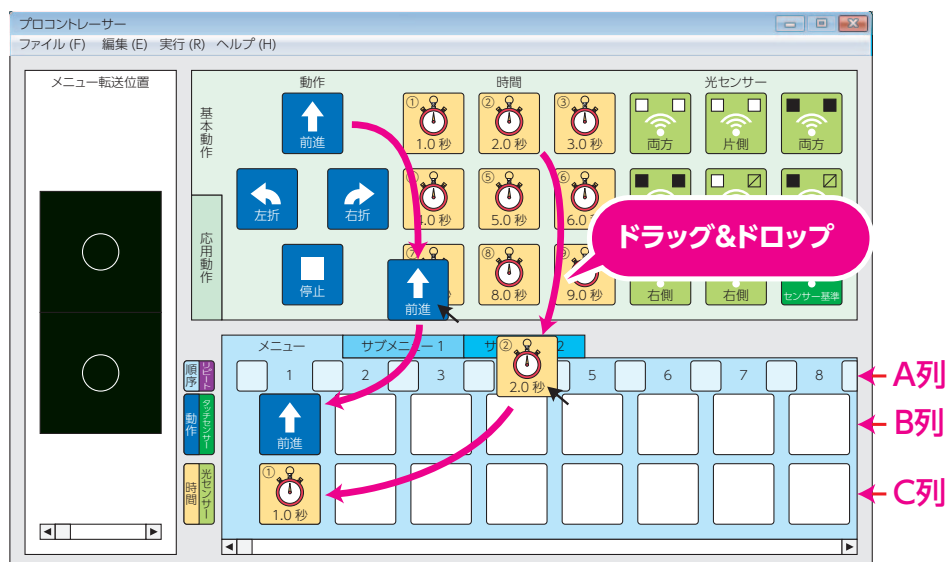 プロコントレーサー
ファイル (F) 編集 (E) 実行 (R) ヘルプ (H)
メニュー転送位置
基本動作
応用動作
動作
時間
光センサー
前進
① 1.0 秒
② 2.0 秒
③ 3.0 秒
両方
片側
両方
左折
右折
4.0 秒
⑤ 5.0 秒
⑥ 6.0
停止
⑦
前進
⑧ 8.0 秒
9.0 秒
右側
右側
センサー基準
ドラッグ&ドロップ
メニュー
サブメニュー 1
サ
2
② 2.0 秒
順序
リピート
1 2 3 5 6 7 8
A列
動作
タッチセンサー
前進
B列
時間
光センサー
① 1.0 秒
C列